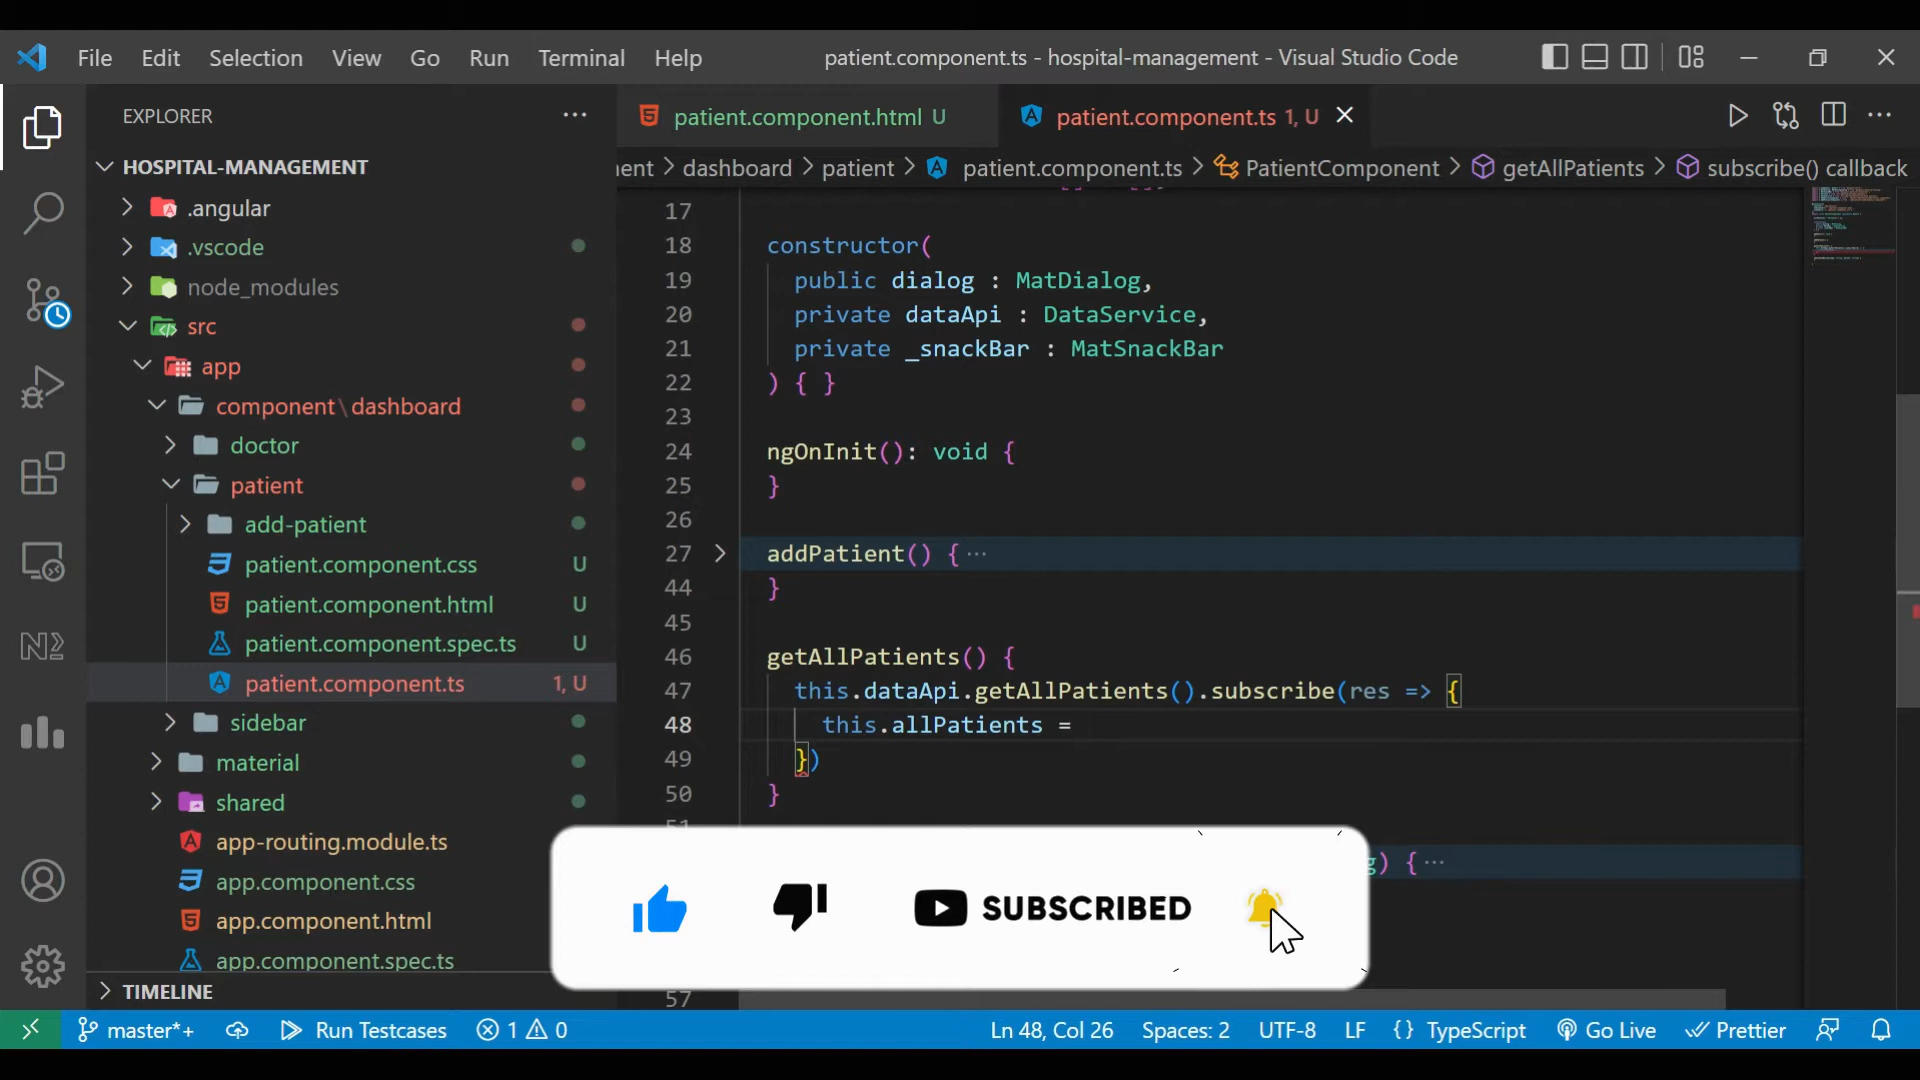 File Edit Selection View Go Run Terminal Help
patient.component.ts - hospital-management - Visual Studio Code
EXPLORER
HOSPITAL-MANAGEMENT
.angular
.vscode
node_modules
src
app
component\dashboard
doctor
patient
add-patient
patient.component.css U
patient.component.html U
patient.component.spec.ts U
patient.component.ts 1, U
sidebar
material
shared
app-routing.module.ts
app.component.css
app.component.html
app.component.spec.ts
TIMELINE
patient.component.html U
patient.component.ts 1, U
nent > dashboard > patient > patient.component.ts > PatientComponent > getAllPatients > subscribe() callback
17
18 constructor(
19 public dialog : MatDialog,
20 private dataApi : DataService,
21 private _snackBar : MatSnackBar
22 ) { }
23
24 ngOnInit(): void {
25 }
26
27 addPatient() { ...
44 }
45
46 getAllPatients() {
47 this.dataApi.getAllPatients().subscribe(res => {
48 this.allPatients =
49 })
50 }
51
g) { ...
57
SUBSCRIBED
master*+ Run Testcases 1 0 Ln 48, Col 26 Spaces: 2 UTF-8 LF { } TypeScript Go Live Prettier